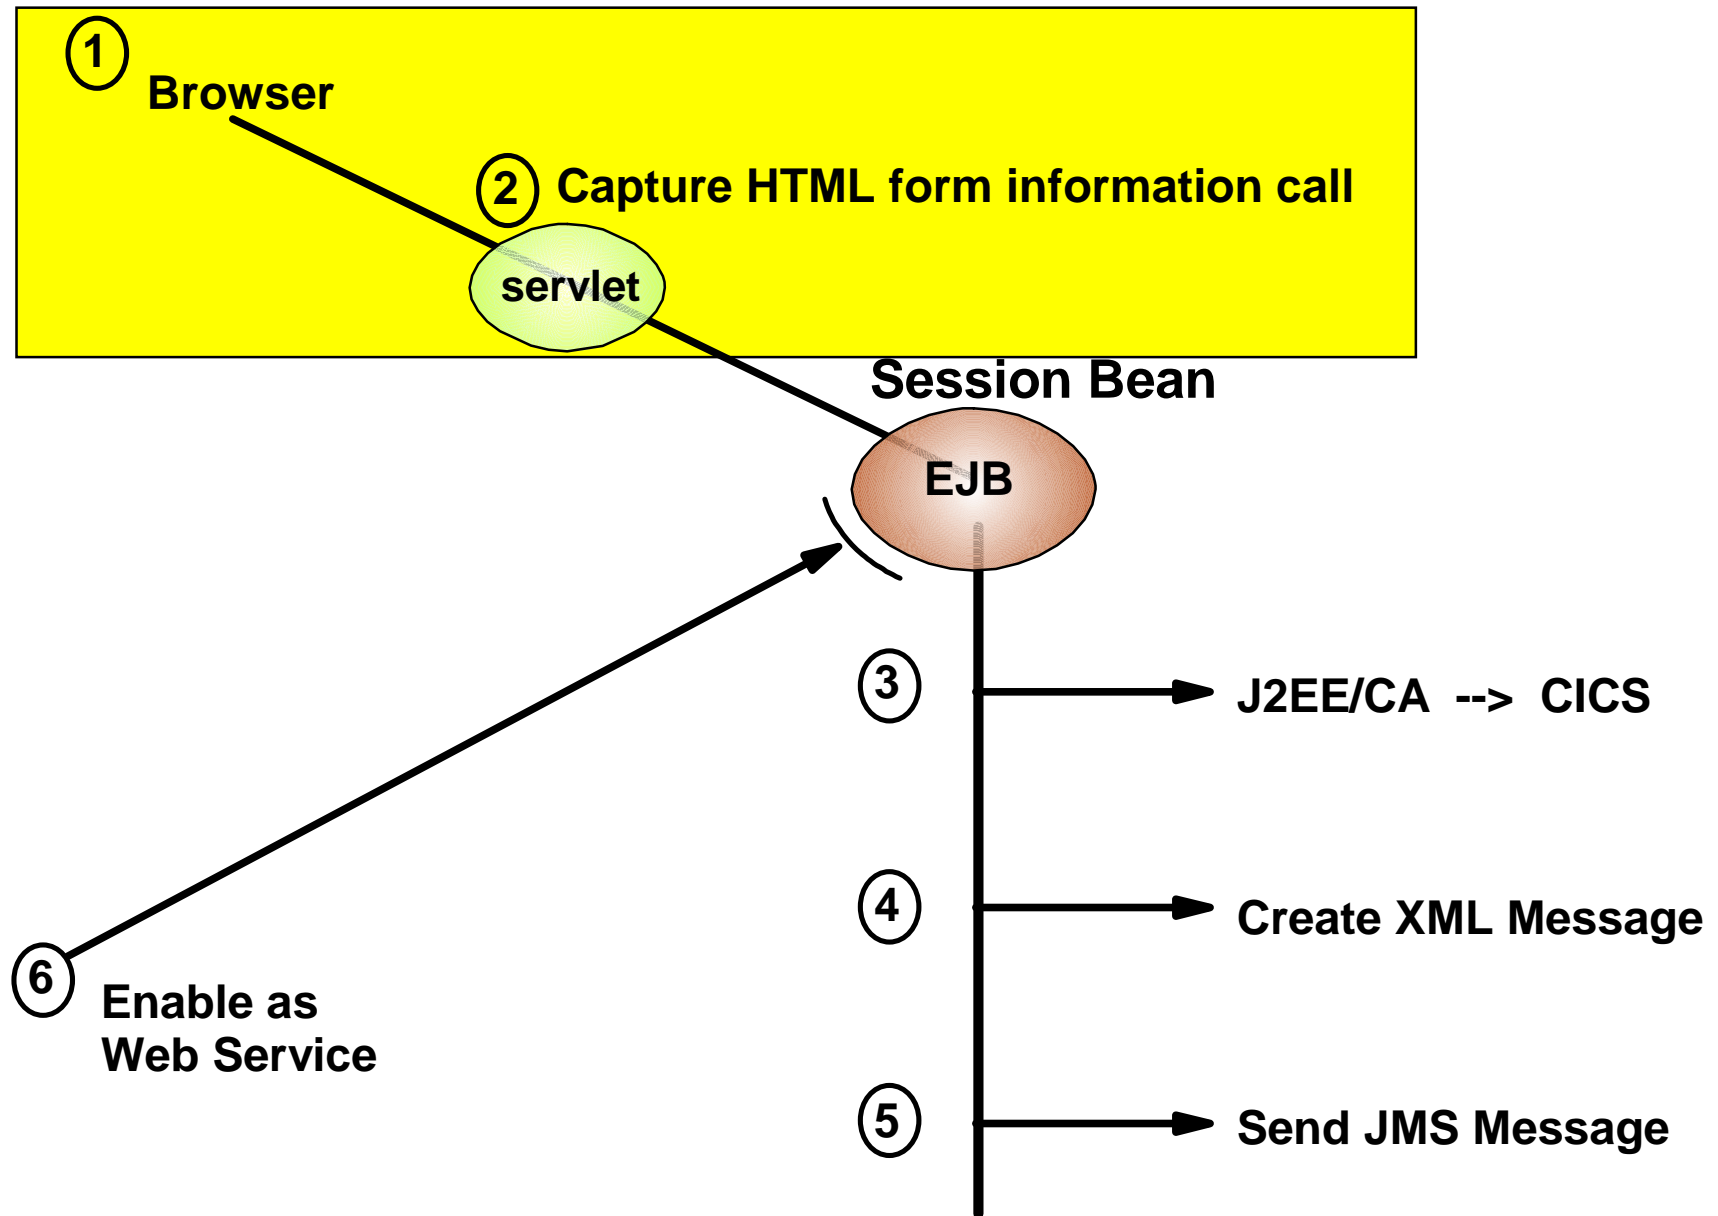 1
Browser
2 Capture HTML form information call
servlet
Session Bean
EJB
3 J2EE/CA --> CICS
4 Create XML Message
6 Enable as
Web Service
5 Send JMS Message